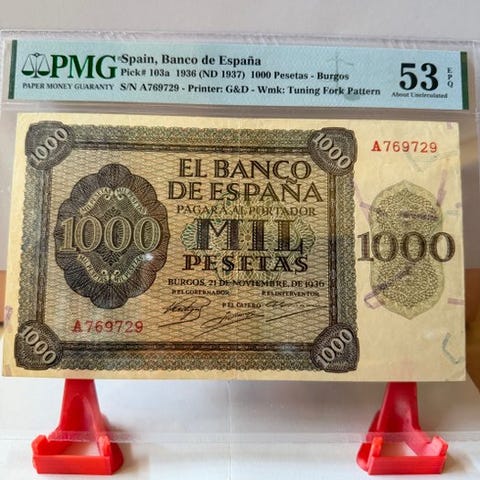 PMG
PAPER MONEY GUARANTY
Spain, Banco de España
Pick# 103a 1936 (ND 1937) 1000 Pesetas - Burgos
S/N A769729 - Printer: G&D - Wmk: Tuning Fork Pattern
53
EPQ
About Uncirculated
1000
1000
A769729
EL BANCO
DE ESPAÑA
PAGARÁ AL PORTADOR
1000
MIL
1000
PESETAS
BURGOS, 21 DE NOVIEMBRE, DE 1936
P. EL GOBERNADOR
P. EL INTERVENTOR
P. EL CAJERO
A769729
1000
1000